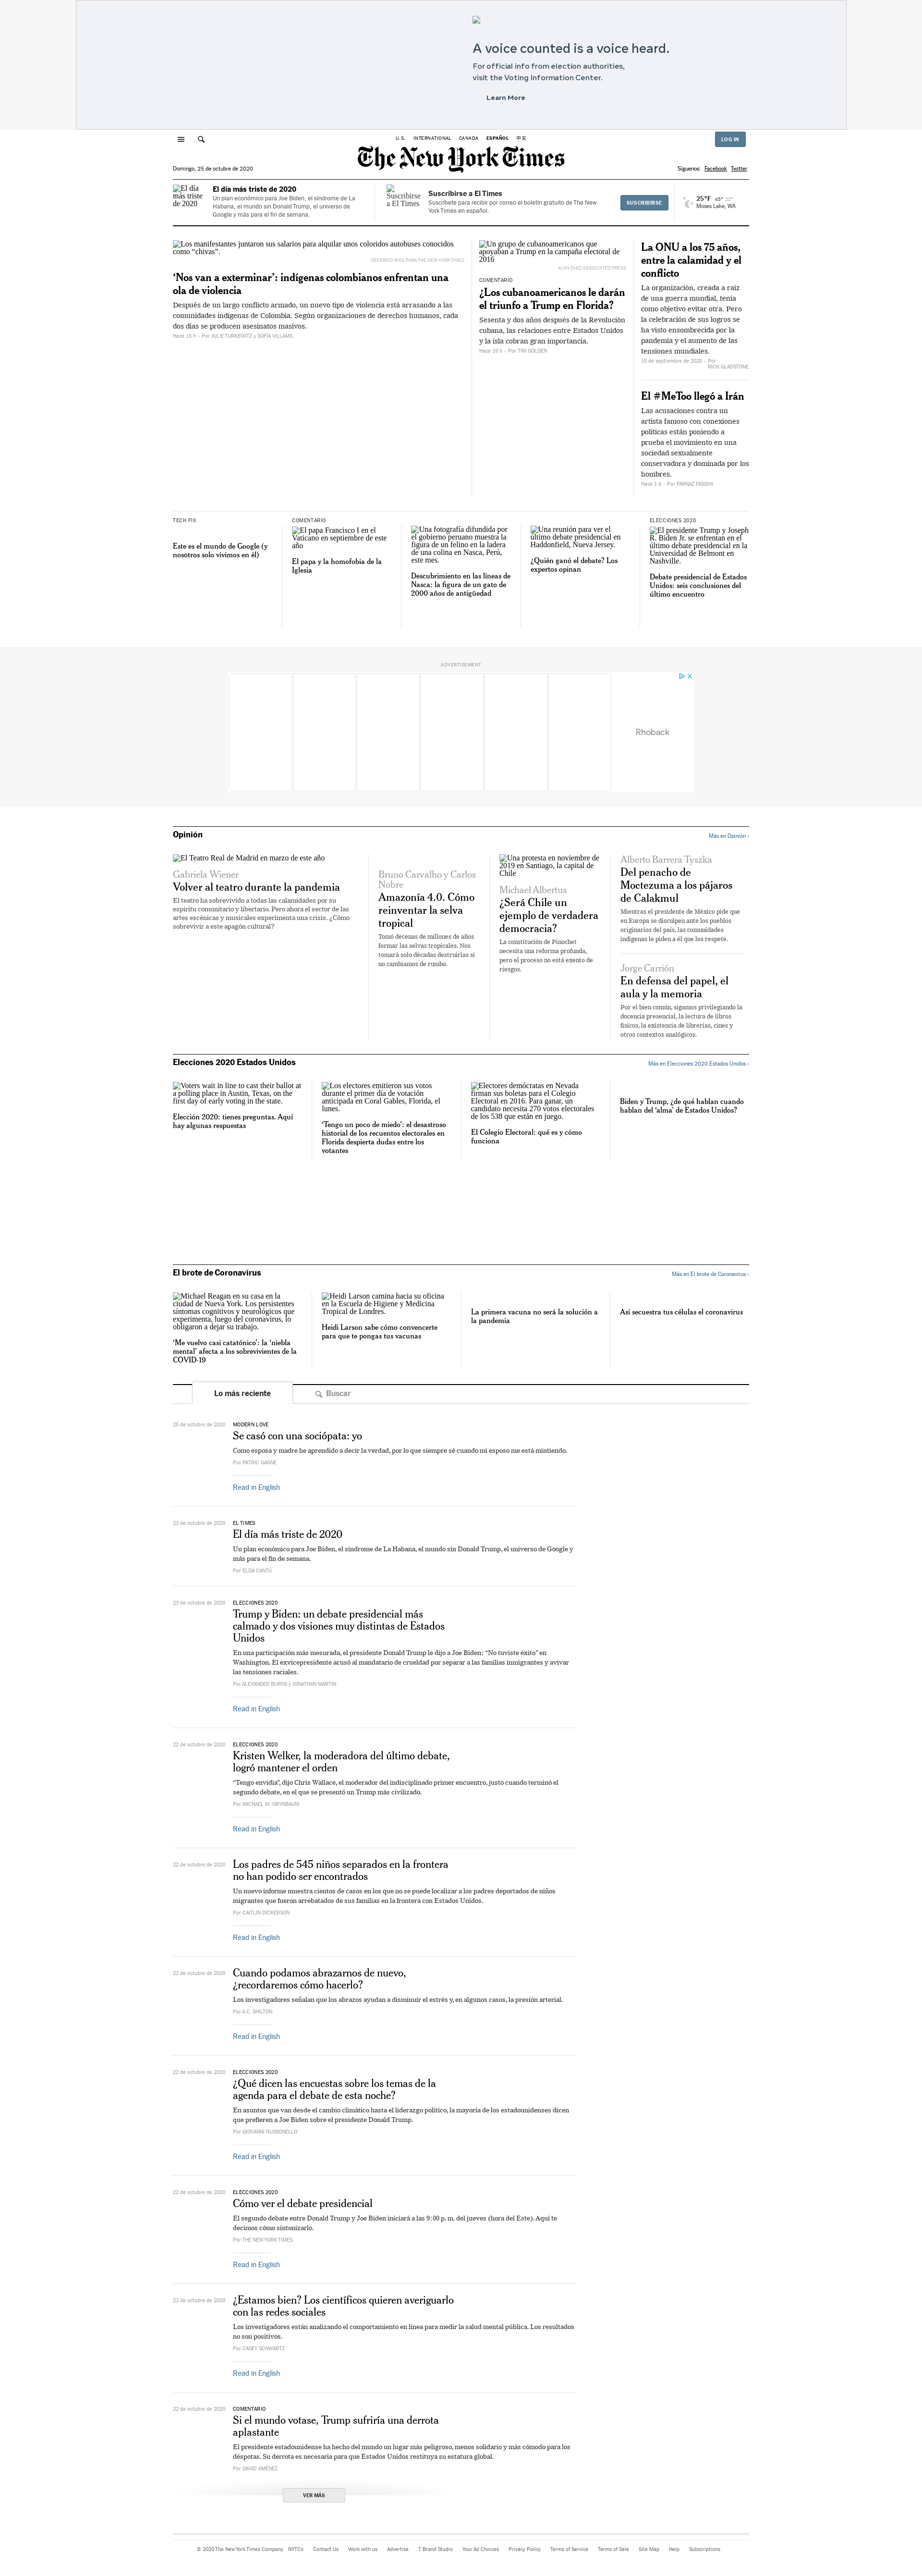 A voice counted is a voice heard.
For official info from election authorities,
visit the Voting Information Center.
Learn More
U.S.
INTERNATIONAL
CANADA
ESPAÑOL
中文
LOG IN
The New York Times
Domingo, 25 de octubre de 2020
Síguenos:
Facebook
Twitter
El día más triste de 2020
El día más triste de 2020
Un plan económico para Joe Biden, el síndrome de La
Habana, el mundo sin Donald Trump, el universo de
Google y más para el fin de semana.
Suscribirse a El Times
Suscribirse a El Times
Suscríbete para recibir por correo el boletín quincenal de The New
York Times en español.
SUSCRIBIRSE
25°F
45° 22°
Moses Lake, WA
Los manifestantes juntaron sus salarios para alquilar unos coloridos autobuses conocidos
como “chivas”.
FEDERICO RIOS PARA THE NEW YORK TIMES
‘Nos van a exterminar’: indígenas colombianos enfrentan una
ola de violencia
Después de un largo conflicto armado, un nuevo tipo de violencia está arrasando a las
comunidades indígenas de Colombia. Según organizaciones de derechos humanos, cada
dos días se producen asesinatos masivos.
Hace 15 h - Por JULIE TURKEWITZ y SOFÍA VILLAMIL
Un grupo de cubanoamericanos que
apoyaban a Trump en la campaña electoral de
2016
ALAN DIAZ/ASSOCIATED PRESS
COMENTARIO
¿Los cubanoamericanos le darán
el triunfo a Trump en Florida?
Sesenta y dos años después de la Revolución
cubana, las relaciones entre Estados Unidos
y la isla cobran gran importancia.
Hace 19 h - Por TIM GOLDEN
La ONU a los 75 años,
entre la calamidad y el
conflicto
La organización, creada a raíz
de una guerra mundial, tenía
como objetivo evitar otra. Pero
la celebración de sus logros se
ha visto ensombrecida por la
pandemia y el aumento de las
tensiones mundiales.
15 de septiembre de 2020 - Por
RICK GLADSTONE
El #MeToo llegó a Irán
Las acusaciones contra un
artista famoso con conexiones
políticas están poniendo a
prueba el movimiento en una
sociedad sexualmente
conservadora y dominada por los
hombres.
Hace 1 d - Por FARNAZ FASSIHI
TECH FIX
Este es el mundo de Google (y
nosotros solo vivimos en él)
COMENTARIO
El papa Francisco I en el
Vaticano en septiembre de este
año
El papa y la homofobia de la
Iglesia
Una fotografía difundida por
el gobierno peruano muestra la
figura de un felino en la ladera
de una colina en Nasca, Perú,
este mes.
Descubrimiento en las líneas de
Nasca: la figura de un gato de
2000 años de antigüedad
Una reunión para ver el
último debate presidencial en
Haddonfield, Nueva Jersey.
¿Quién ganó el debate? Los
expertos opinan
ELECCIONES 2020
El presidente Trump y Joseph
R. Biden Jr. se enfrentan en el
último debate presidencial en la
Universidad de Belmont en
Nashville.
Debate presidencial de Estados
Unidos: seis conclusiones del
último encuentro
ADVERTISEMENT
Rhoback
Opinión
Más en Opinión ›
El Teatro Real de Madrid en marzo de este año
Gabriela Wiener
Volver al teatro durante la pandemia
El teatro ha sobrevivido a todas las calamidades por su
espíritu comunitario y libertario. Pero ahora el sector de las
artes escénicas y musicales experimenta una crisis. ¿Cómo
sobrevivir a este apagón cultural?
Bruno Carvalho y Carlos
Nobre
Amazonía 4.0. Cómo
reinventar la selva
tropical
Tomó decenas de millones de años
formar las selvas tropicales. Nos
tomará solo décadas destruirlas si
no cambiamos de rumbo.
Una protesta en noviembre de
2019 en Santiago, la capital de
Chile
Michael Albertus
¿Será Chile un
ejemplo de verdadera
democracia?
La constitución de Pinochet
necesita una reforma profunda,
pero el proceso no está exento de
riesgos.
Alberto Barrera Tyszka
Del penacho de
Moctezuma a los pájaros
de Calakmul
Mientras el presidente de México pide que
en Europa se disculpen ante los pueblos
originarios del país, las comunidades
indígenas le piden a él que los respete.
Jorge Carrión
En defensa del papel, el
aula y la memoria
Por el bien común, sigamos privilegiando la
docencia presencial, la lectura de libros
físicos, la existencia de librerías, cines y
otros contextos analógicos.
Elecciones 2020 Estados Unidos
Más en Elecciones 2020 Estados Unidos ›
Voters wait in line to cast their ballot at
a polling place in Austin, Texas, on the
first day of early voting in the state.
Elección 2020: tienes preguntas. Aquí
hay algunas respuestas
Los electores emitieron sus votos
durante el primer día de votación
anticipada en Coral Gables, Florida, el
lunes.
‘Tengo un poco de miedo’: el desastroso
historial de los recuentos electorales en
Florida despierta dudas entre los
votantes
Electores demócratas en Nevada
firman sus boletas para el Colegio
Electoral en 2016. Para ganar, un
candidato necesita 270 votos electorales
de los 538 que están en juego.
El Colegio Electoral: qué es y cómo
funciona
Biden y Trump, ¿de qué hablan cuando
hablan del ‘alma’ de Estados Unidos?
El brote de Coronavirus
Más en El brote de Coronavirus ›
Michael Reagan en su casa en la
ciudad de Nueva York. Los persistentes
síntomas cognitivos y neurológicos que
experimenta, luego del coronavirus, lo
obligaron a dejar su trabajo.
‘Me vuelvo casi catatónico’: la ‘niebla
mental’ afecta a los sobrevivientes de la
COVID-19
Heidi Larson camina hacia su oficina
en la Escuela de Higiene y Medicina
Tropical de Londres.
Heidi Larson sabe cómo convencerte
para que te pongas tus vacunas
La primera vacuna no será la solución a
la pandemia
Así secuestra tus células el coronavirus
Lo más reciente
Buscar
25 de octubre de 2020
MODERN LOVE
Se casó con una sociópata: yo
Como esposa y madre he aprendido a decir la verdad, por lo que siempre sé cuando mi esposo me está mintiendo.
Por PATRIC GAGNE
Read in English
23 de octubre de 2020
EL TIMES
El día más triste de 2020
Un plan económico para Joe Biden, el síndrome de La Habana, el mundo sin Donald Trump, el universo de Google y
más para el fin de semana.
Por ELDA CANTÚ
23 de octubre de 2020
ELECCIONES 2020
Trump y Biden: un debate presidencial más
calmado y dos visiones muy distintas de Estados
Unidos
En una participación más mesurada, el presidente Donald Trump le dijo a Joe Biden: “No tuviste éxito” en
Washington. El exvicepresidente acusó al mandatario de crueldad por separar a las familias inmigrantes y avivar
las tensiones raciales.
Por ALEXANDER BURNS y JONATHAN MARTIN
Read in English
22 de octubre de 2020
ELECCIONES 2020
Kristen Welker, la moderadora del último debate,
logró mantener el orden
“Tengo envidia”, dijo Chris Wallace, el moderador del indisciplinado primer encuentro, justo cuando terminó el
segundo debate, en el que se presentó un Trump más civilizado.
Por MICHAEL M. GRYNBAUM
Read in English
22 de octubre de 2020
Los padres de 545 niños separados en la frontera
no han podido ser encontrados
Un nuevo informe muestra cientos de casos en los que no se puede localizar a los padres deportados de niños
migrantes que fueron arrebatados de sus familias en la frontera con Estados Unidos.
Por CAITLIN DICKERSON
Read in English
22 de octubre de 2020
Cuando podamos abrazarnos de nuevo,
¿recordaremos cómo hacerlo?
Los investigadores señalan que los abrazos ayudan a disminuir el estrés y, en algunos casos, la presión arterial.
Por A.C. SHILTON
Read in English
22 de octubre de 2020
ELECCIONES 2020
¿Qué dicen las encuestas sobre los temas de la
agenda para el debate de esta noche?
En asuntos que van desde el cambio climático hasta el liderazgo político, la mayoría de los estadounidenses dicen
que prefieren a Joe Biden sobre el presidente Donald Trump.
Por GIOVANNI RUSSONELLO
Read in English
22 de octubre de 2020
ELECCIONES 2020
Cómo ver el debate presidencial
El segundo debate entre Donald Trump y Joe Biden iniciará a las 9:00 p. m. del jueves (hora del Este). Aquí te
decimos cómo sintonizarlo.
Por THE NEW YORK TIMES
Read in English
22 de octubre de 2020
¿Estamos bien? Los científicos quieren averiguarlo
con las redes sociales
Los investigadores están analizando el comportamiento en línea para medir la salud mental pública. Los resultados
no son positivos.
Por CASEY SCHWARTZ
Read in English
22 de octubre de 2020
COMENTARIO
Si el mundo votase, Trump sufriría una derrota
aplastante
El presidente estadounidense ha hecho del mundo un lugar más peligroso, menos solidario y más cómodo para los
déspotas. Su derrota es necesaria para que Estados Unidos restituya su estatura global.
Por DAVID JIMÉNEZ
VER MÁS
© 2020 The New York Times Company
NYTCo
Contact Us
Work with us
Advertise
T Brand Studio
Your Ad Choices
Privacy Policy
Terms of Service
Terms of Sale
Site Map
Help
Subscriptions